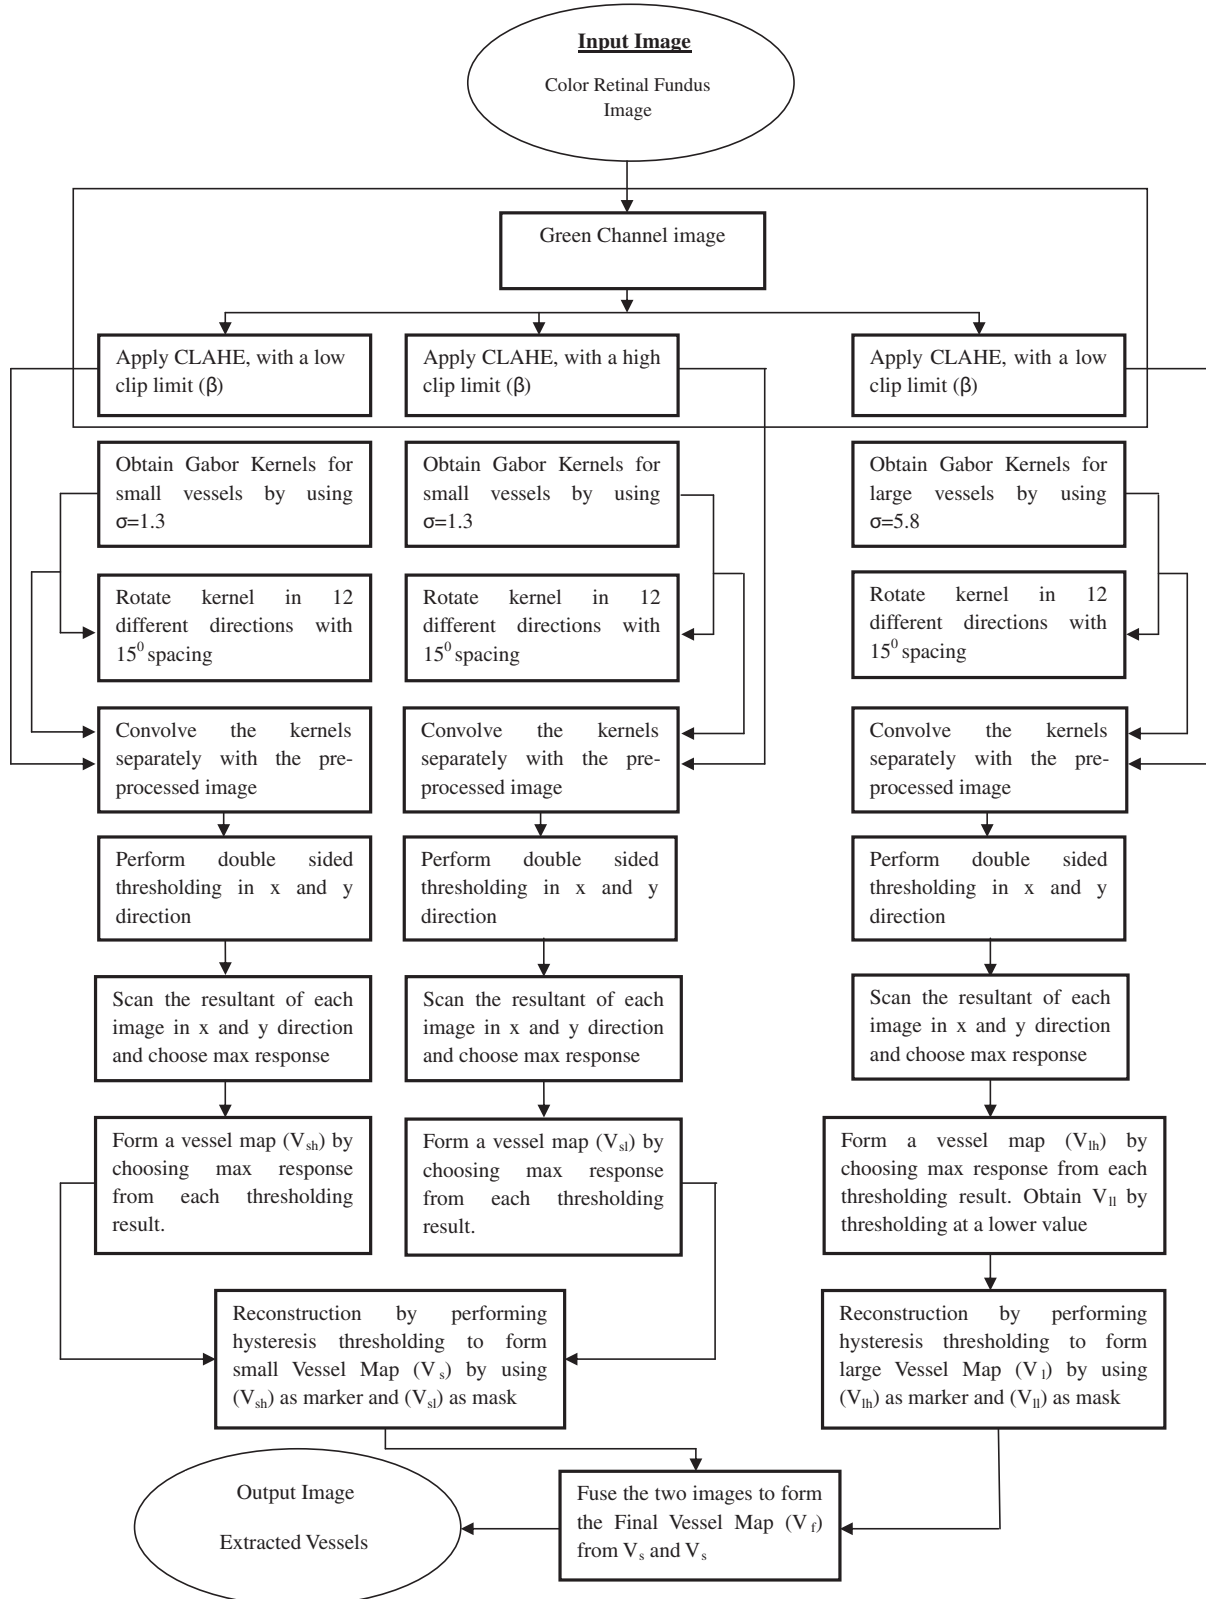 Input Image
Color Retinal Fundus
Image
Green Channel image
Apply CLAHE, with a low
clip limit (β)
Apply CLAHE, with a high
clip limit (β)
Apply CLAHE, with a low
clip limit (β)
Obtain Gabor Kernels for
small vessels by using
σ=1.3
Obtain Gabor Kernels for
small vessels by using
σ=1.3
Obtain Gabor Kernels for
large vessels by using
σ=5.8
Rotate kernel in 12
different directions with
15⁰ spacing
Rotate kernel in 12
different directions with
15⁰ spacing
Rotate kernel in 12
different directions with
15⁰ spacing
Convolve the kernels
separately with the pre-
processed image
Convolve the kernels
separately with the pre-
processed image
Convolve the kernels
separately with the pre-
processed image
Perform double sided
thresholding in x and y
direction
Perform double sided
thresholding in x and y
direction
Perform double sided
thresholding in x and y
direction
Scan the resultant of each
image in x and y direction
and choose max response
Scan the resultant of each
image in x and y direction
and choose max response
Scan the resultant of each
image in x and y direction
and choose max response
Form a vessel map (Vsh) by
choosing max response
from each thresholding
result.
Form a vessel map (Vsl) by
choosing max response
from each thresholding
result.
Form a vessel map (Vlh) by
choosing max response from each
thresholding result. Obtain Vll by
thresholding at a lower value
Reconstruction by performing
hysteresis thresholding to form
small Vessel Map (Vs) by using
(Vsh) as marker and (Vsl) as mask
Reconstruction by performing
hysteresis thresholding to form
large Vessel Map (Vl) by using
(Vlh) as marker and (Vll) as mask
Fuse the two images to form
the Final Vessel Map (Vf)
from Vs and Vs
Output Image
Extracted Vessels